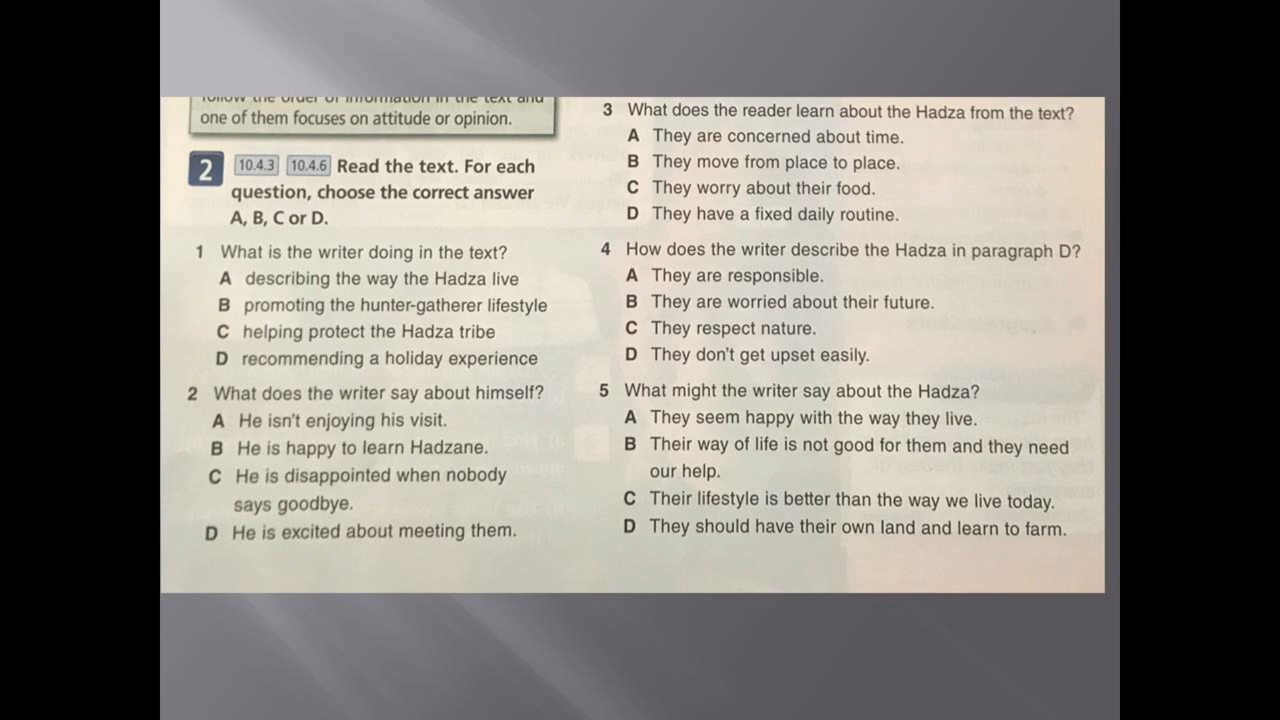 follow the order of information in the text and
one of them focuses on attitude or opinion.
2 10.4.3 10.4.6 Read the text. For each
question, choose the correct answer
A, B, C or D.
1 What is the writer doing in the text?
A describing the way the Hadza live
B promoting the hunter-gatherer lifestyle
C helping protect the Hadza tribe
D recommending a holiday experience
2 What does the writer say about himself?
A He isn't enjoying his visit.
B He is happy to learn Hadzane.
C He is disappointed when nobody
says goodbye.
D He is excited about meeting them.
3 What does the reader learn about the Hadza from the text?
A They are concerned about time.
B They move from place to place.
C They worry about their food.
D They have a fixed daily routine.
4 How does the writer describe the Hadza in paragraph D?
A They are responsible.
B They are worried about their future.
C They respect nature.
D They don't get upset easily.
5 What might the writer say about the Hadza?
A They seem happy with the way they live.
B Their way of life is not good for them and they need
our help.
C Their lifestyle is better than the way we live today.
D They should have their own land and learn to farm.